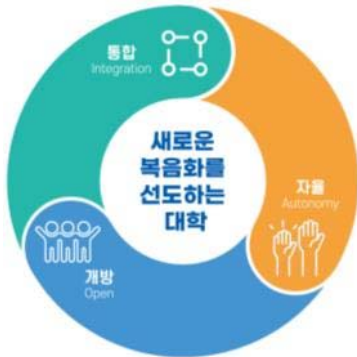 통합
Integration
새로운
복음화를
선도하는
대학
자율
Autonomy
개방
Open